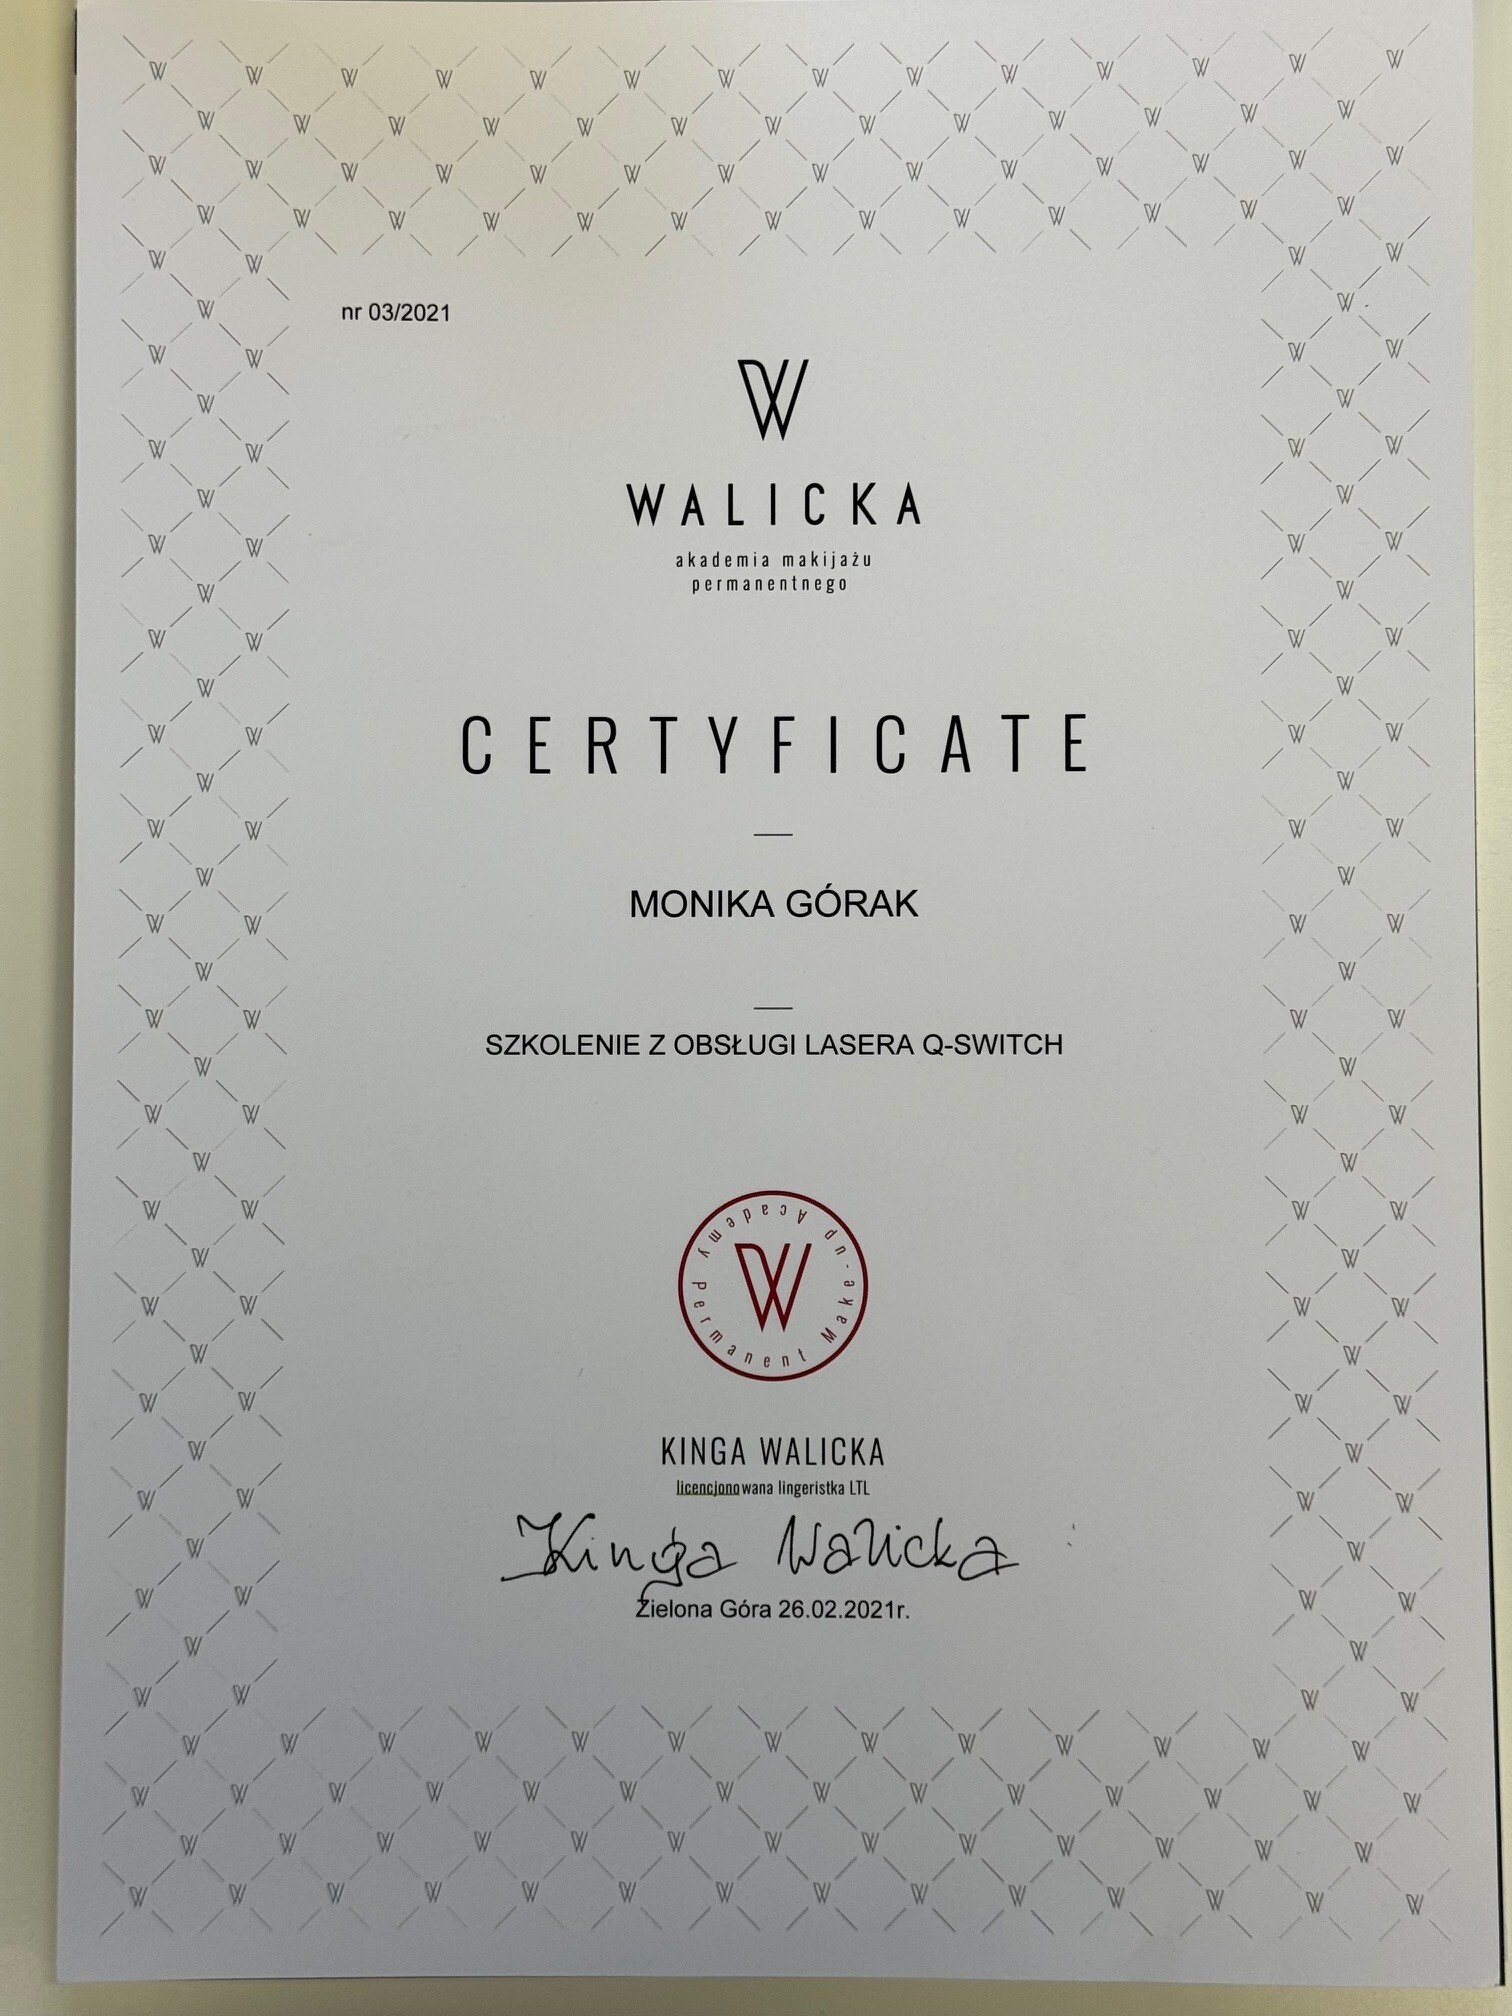 nr 03/2021
W
WALICKA
akademia makijażu
permanentnego
CERTYFICATE
MONIKA GÓRAK
SZKOLENIE Z OBSŁUGI LASERA Q-SWITCH
Permanent Make-up Academy
W
KINGA WALICKA
licencjonowana lingeristka LTL
Kinga Walicka
Zielona Góra 26.02.2021r.